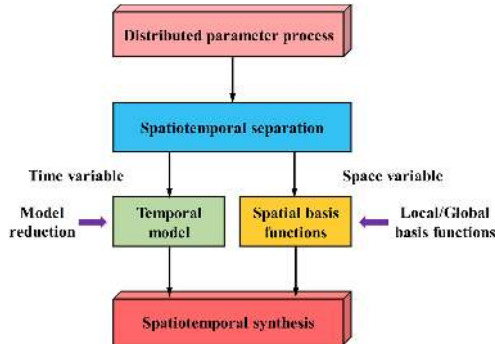 Distributed parameter process
Spatiotemporal separation
Time variable
Space variable
Model
reduction
Temporal
model
Spatial basis
functions
Local/Global
basis functions
Spatiotemporal synthesis